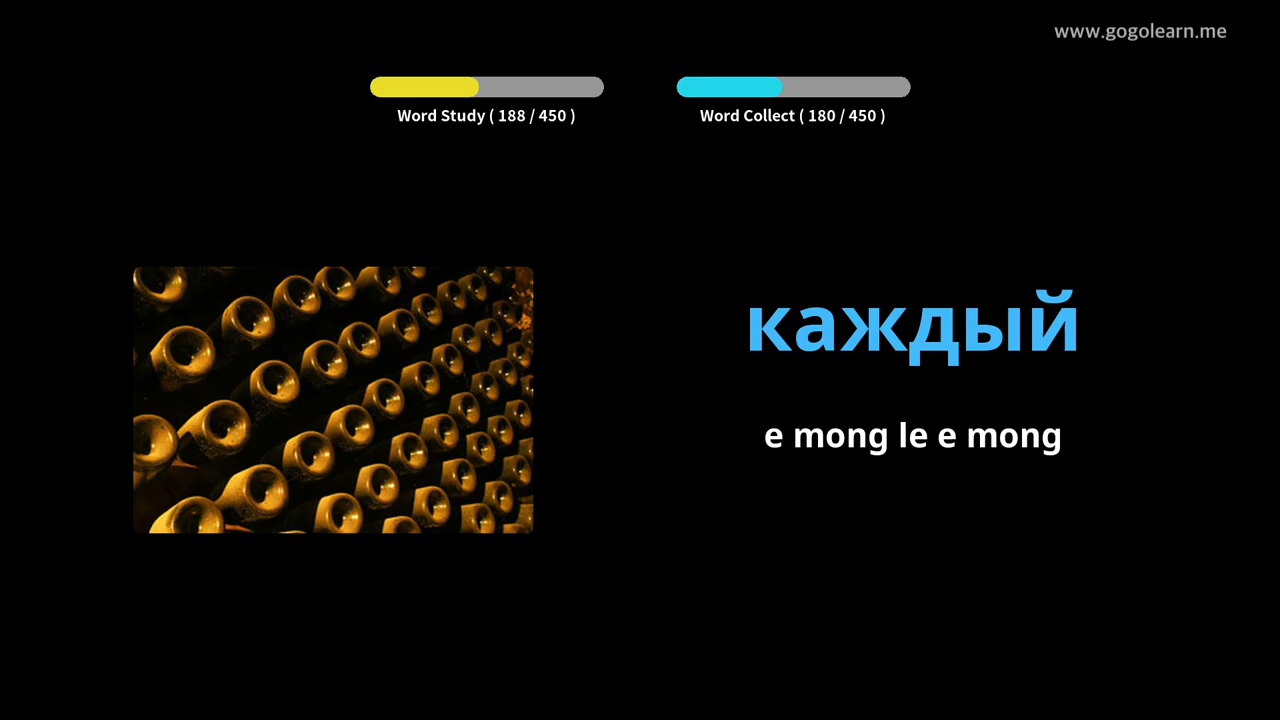 www.gogolearn.me
Word Study ( 188 / 450 )
Word Collect ( 180 / 450 )
каждый
e mong le e mong